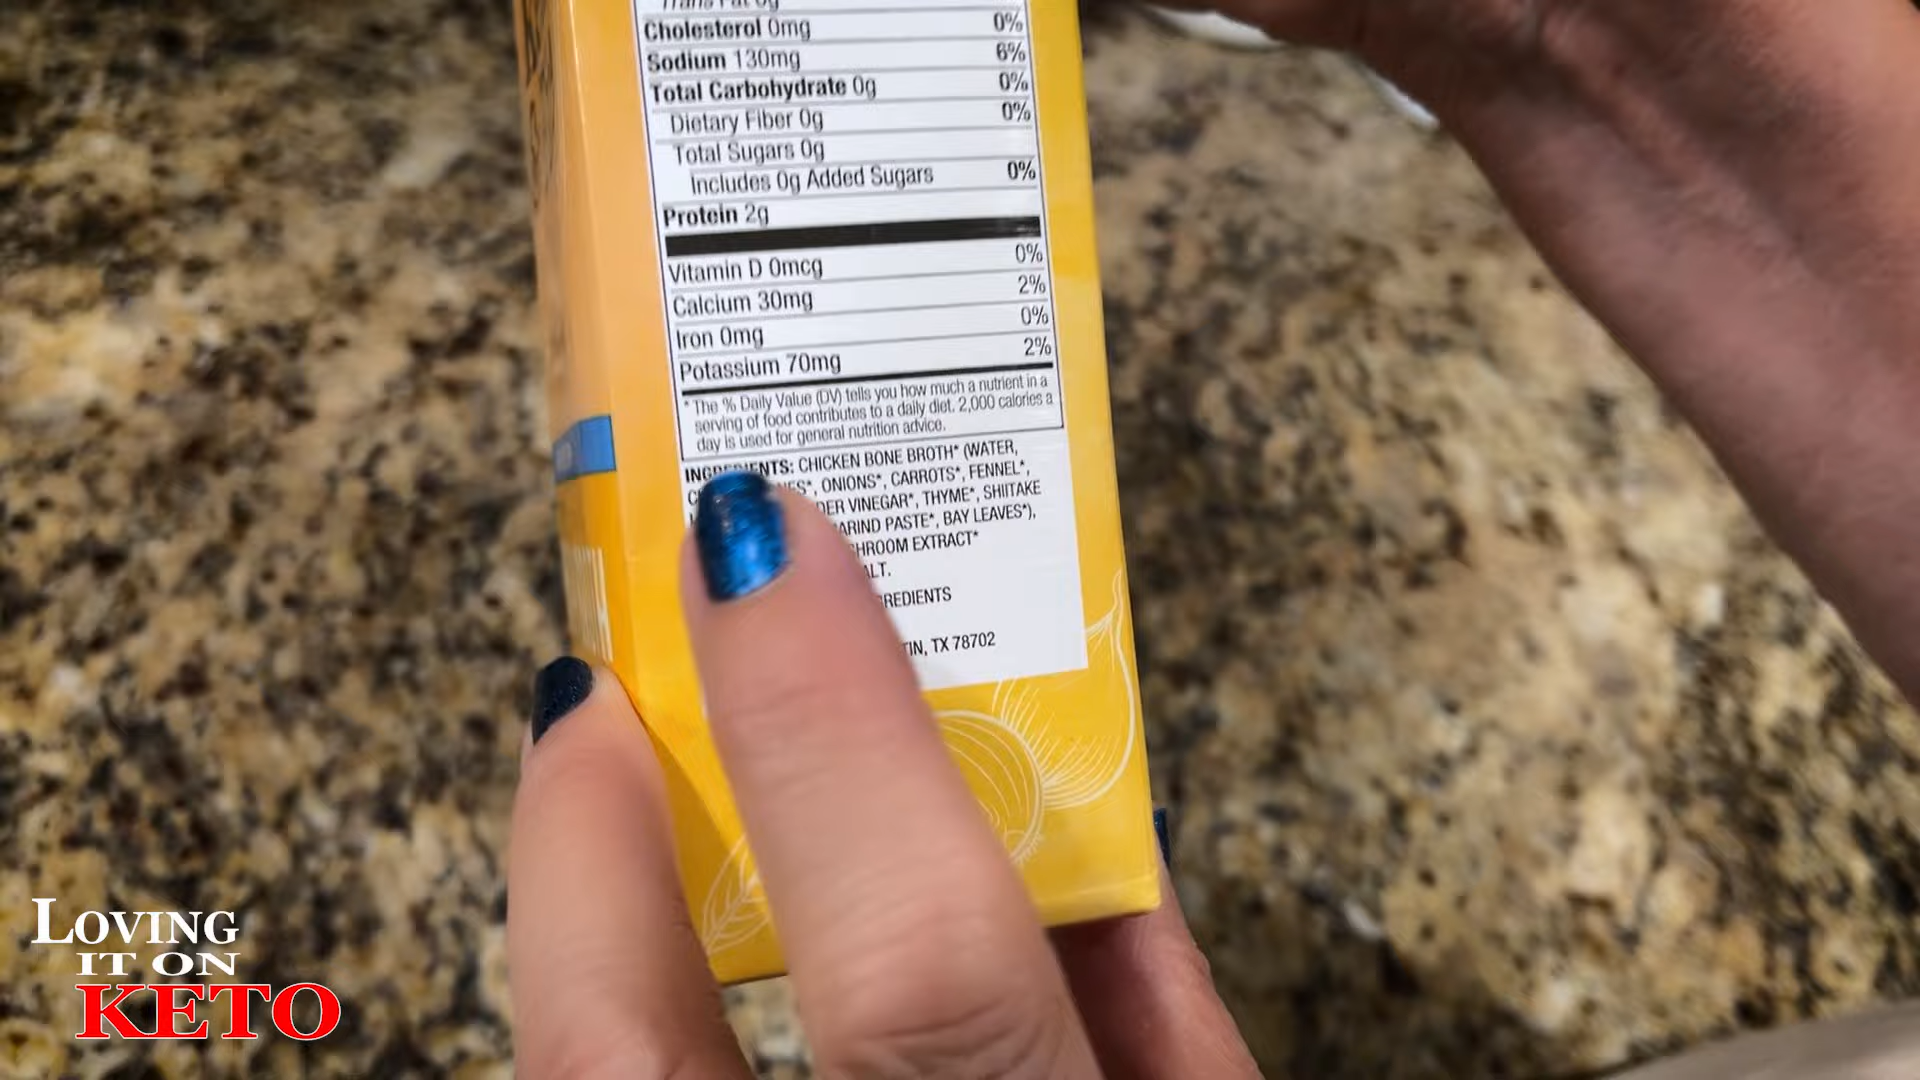 Trans Fat 0g
Cholesterol 0mg 0%
Sodium 130mg 6%
Total Carbohydrate 0g 0%
Dietary Fiber 0g 0%
Total Sugars 0g
Includes 0g Added Sugars 0%
Protein 2g
Vitamin D 0mcg 0%
Calcium 30mg 2%
Iron 0mg 0%
Potassium 70mg 2%
* The % Daily Value (DV) tells you how much a nutrient in a
serving of food contributes to a daily diet. 2,000 calories a
day is used for general nutrition advice.
INGREDIENTS: CHICKEN BONE BROTH* (WATER,
ONIONS*, CARROTS*, FENNEL*,
VINEGAR*, THYME*, SHIITAKE
PASTE*, BAY LEAVES*),
EXTRACT*
TX 78702
LOVING
IT ON
KETO